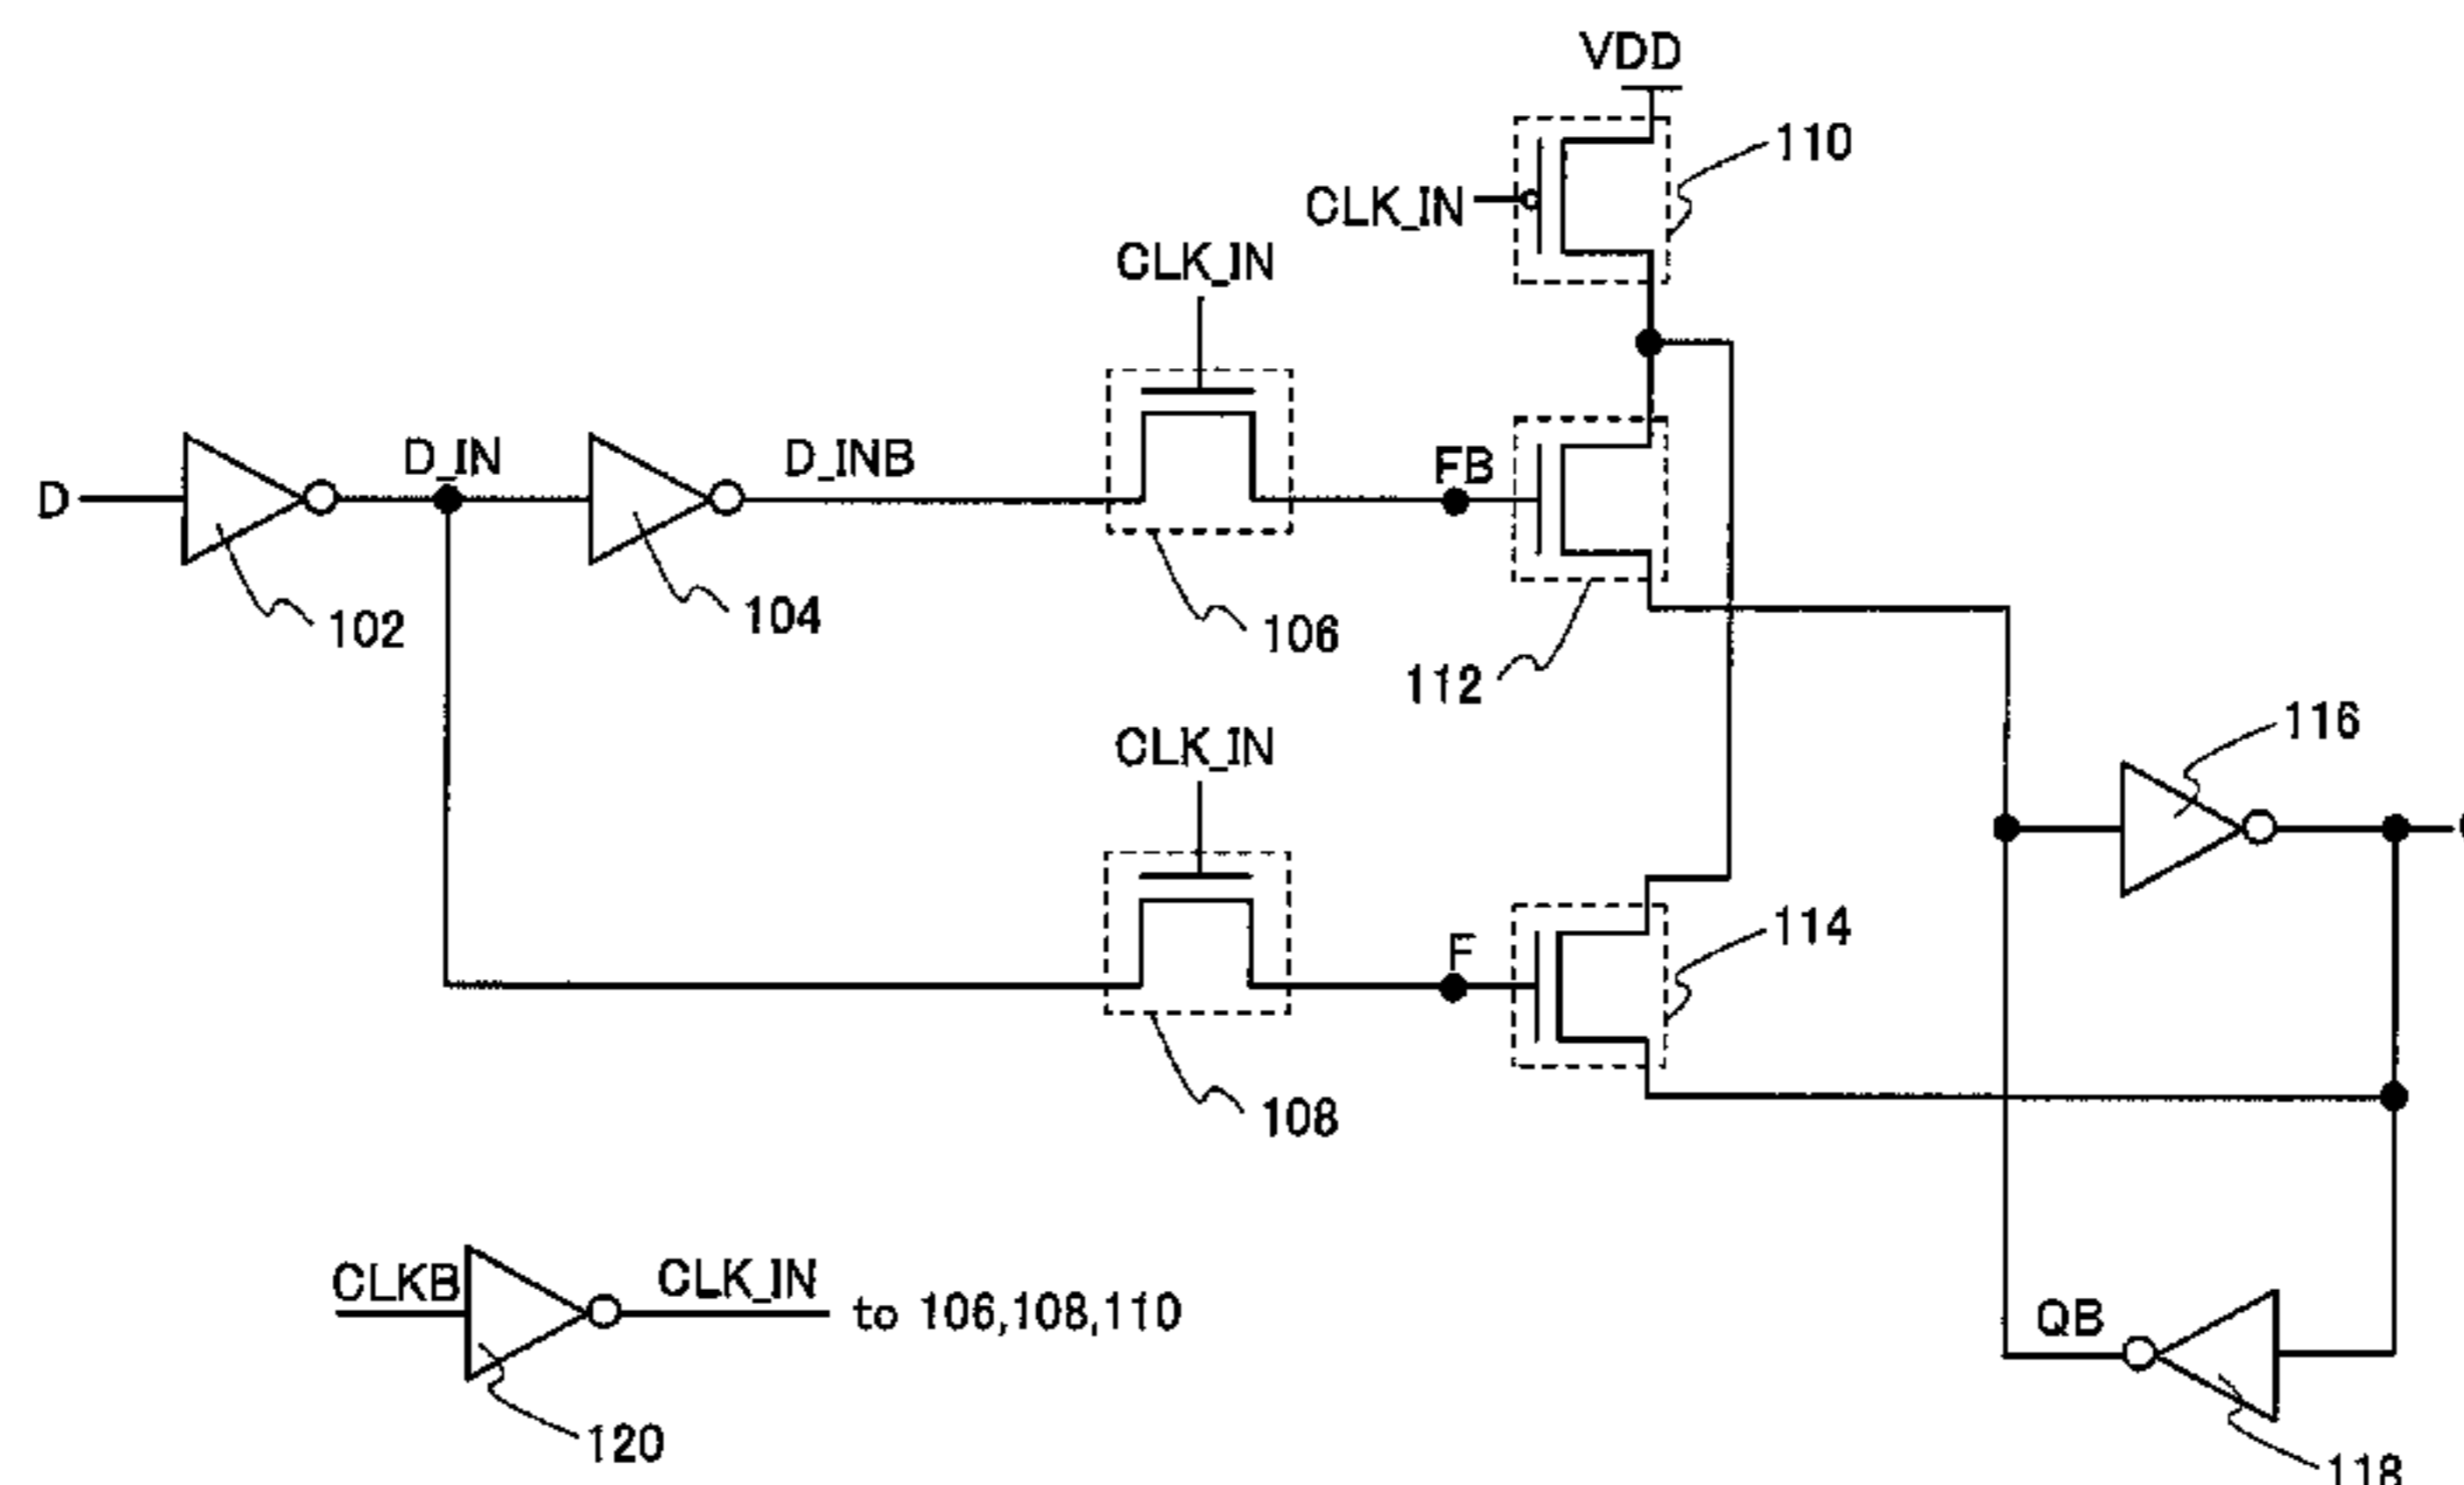 VDD
110
CLK_IN
CLK_IN
D
D_IN
D_INB
FB
102
104
106
112
CLK_IN
116
F
114
108
CLKB
CLK_IN
to 106,108,110
QB
120
118